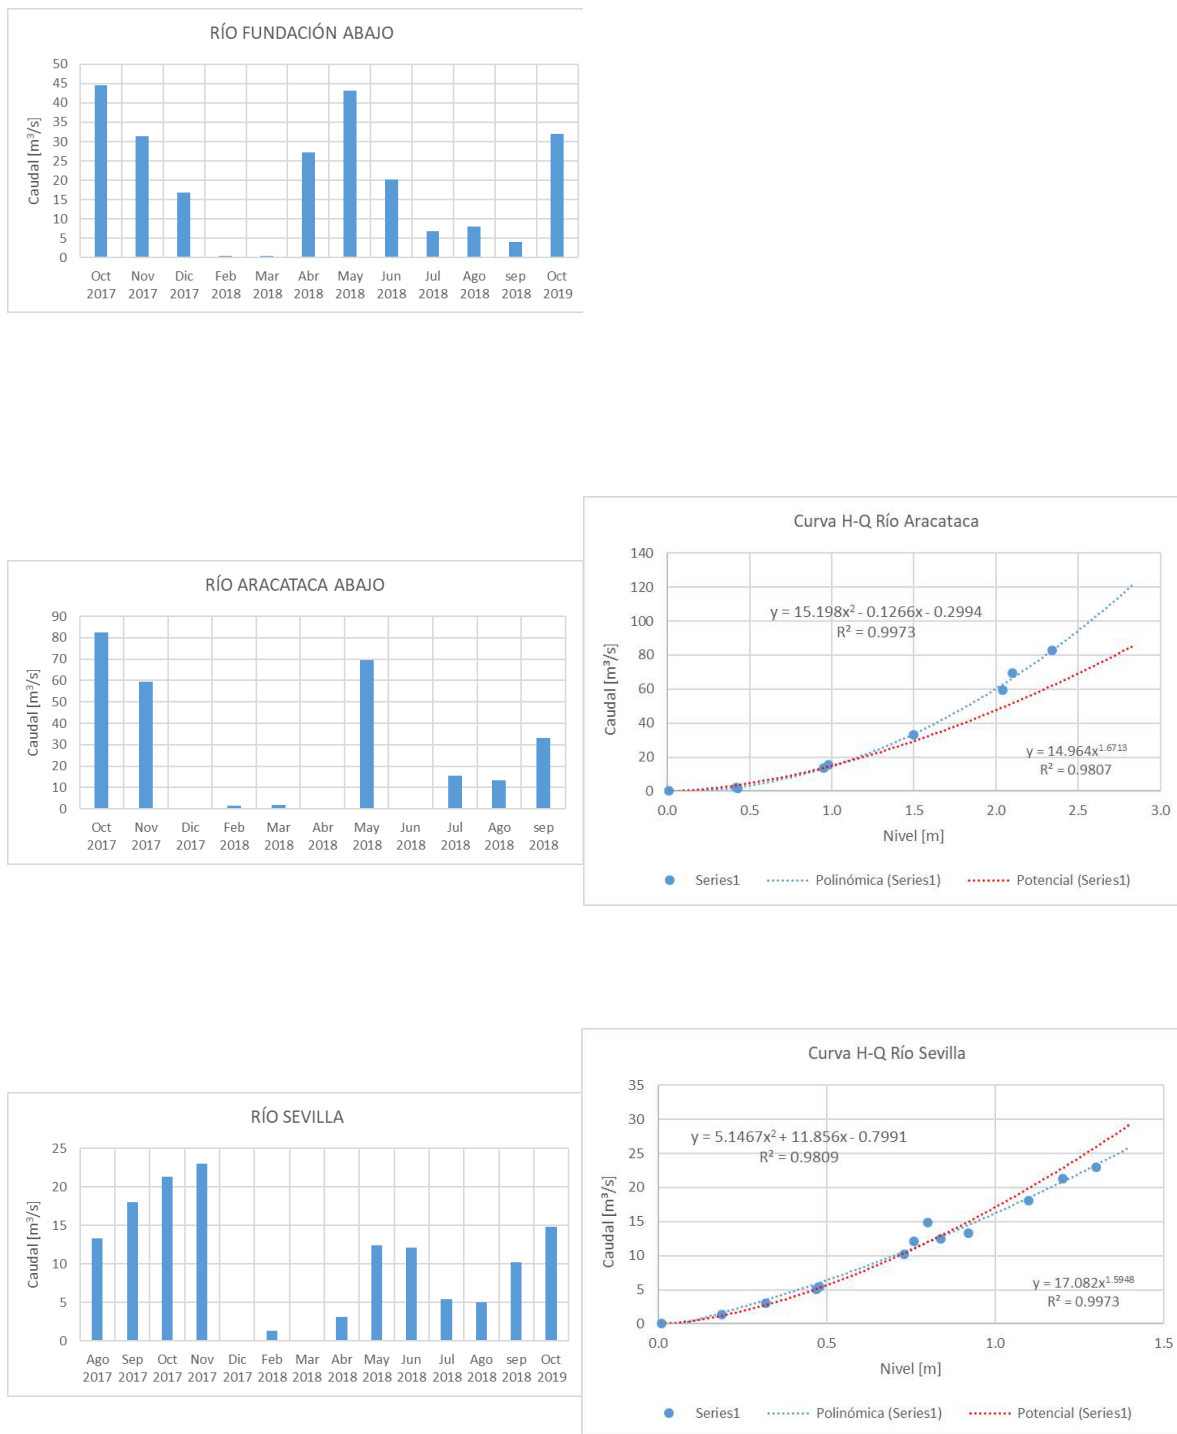 RÍO FUNDACIÓN ABAJO
Caudal [m³/s]
50
45
40
35
30
25
20
15
10
5
0
Oct Nov Dic Feb Mar Abr May Jun Jul Ago sep Oct
2017 2017 2017 2018 2018 2018 2018 2018 2018 2018 2018 2019
RÍO ARACATACA ABAJO
Caudal [m³/s]
90
80
70
60
50
40
30
20
10
0
Oct Nov Dic Feb Mar Abr May Jun Jul Ago sep
2017 2017 2017 2018 2018 2018 2018 2018 2018 2018 2018
Curva H-Q Río Aracataca
Caudal [m³/s]
140
120
100
80
60
40
20
0
y = 15.198x² - 0.1266x - 0.2994
R² = 0.9973
y = 14.964x^1.6713
R² = 0.9807
0.0 0.5 1.0 1.5 2.0 2.5 3.0
Nivel [m]
Series1 Polinómica (Series1) Potencial (Series1)
RÍO SEVILLA
Caudal [m³/s]
25
20
15
10
5
0
Ago Sep Oct Nov Dic Feb Mar Abr May Jun Jul Ago sep Oct
2017 2017 2017 2017 2017 2018 2018 2018 2018 2018 2018 2018 2018 2019
Curva H-Q Río Sevilla
Caudal [m³/s]
35
30
25
20
15
10
5
0
y = 5.1467x² + 11.856x - 0.7991
R² = 0.9809
y = 17.082x^1.5948
R² = 0.9973
0.0 0.5 1.0 1.5
Nivel [m]
Series1 Polinómica (Series1) Potencial (Series1)